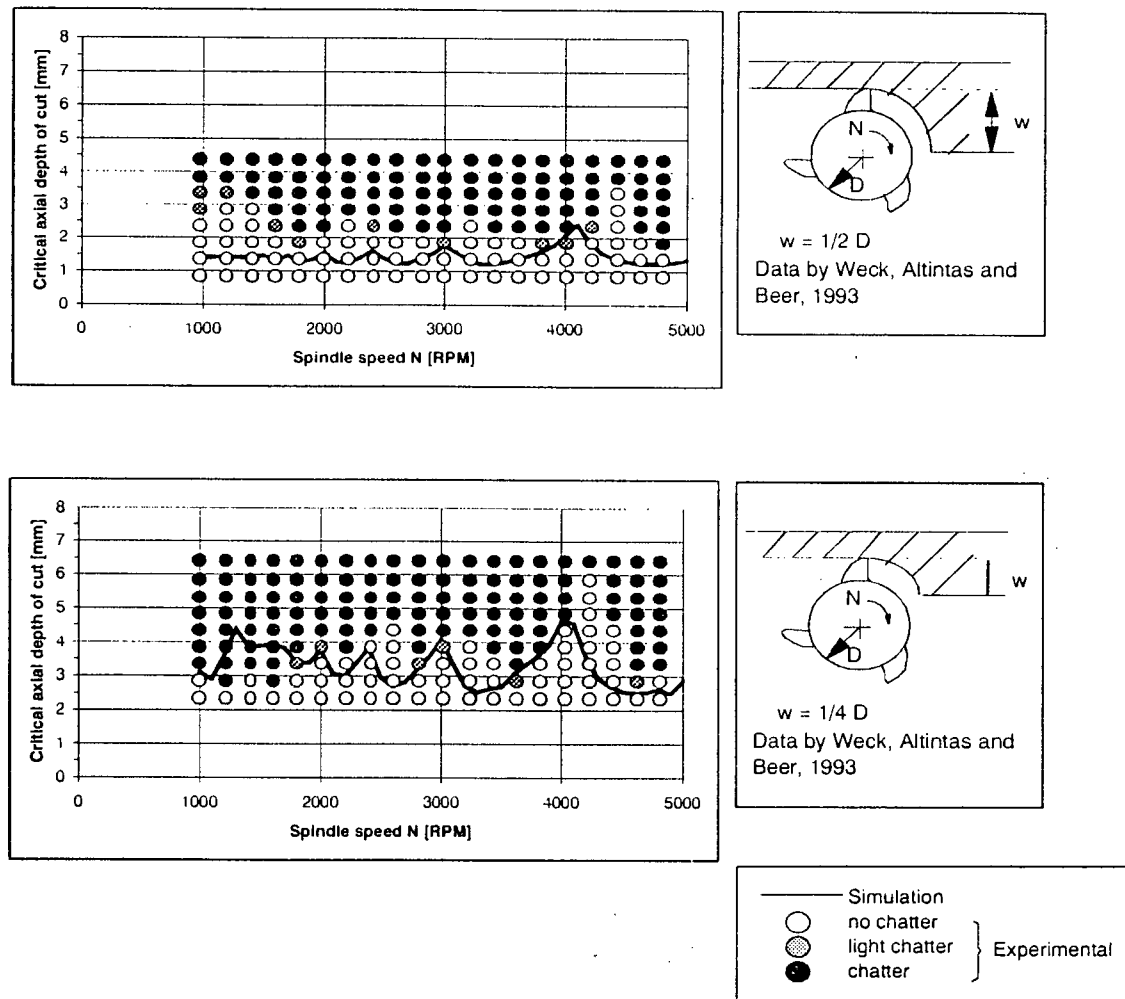 Critical axial depth of cut [mm]
8
7
6
5
4
3
2
1
0
0 1000 2000 3000 4000 5000
Spindle speed N [RPM]
N
D
w
w = 1/2 D
Data by Weck, Altintas and
Beer, 1993
Critical axial depth of cut [mm]
8
7
6
5
4
3
2
1
0
0 1000 2000 3000 4000 5000
Spindle speed N [RPM]
N
D
w
w = 1/4 D
Data by Weck, Altintas and
Beer, 1993
Simulation
no chatter
light chatter
chatter
Experimental